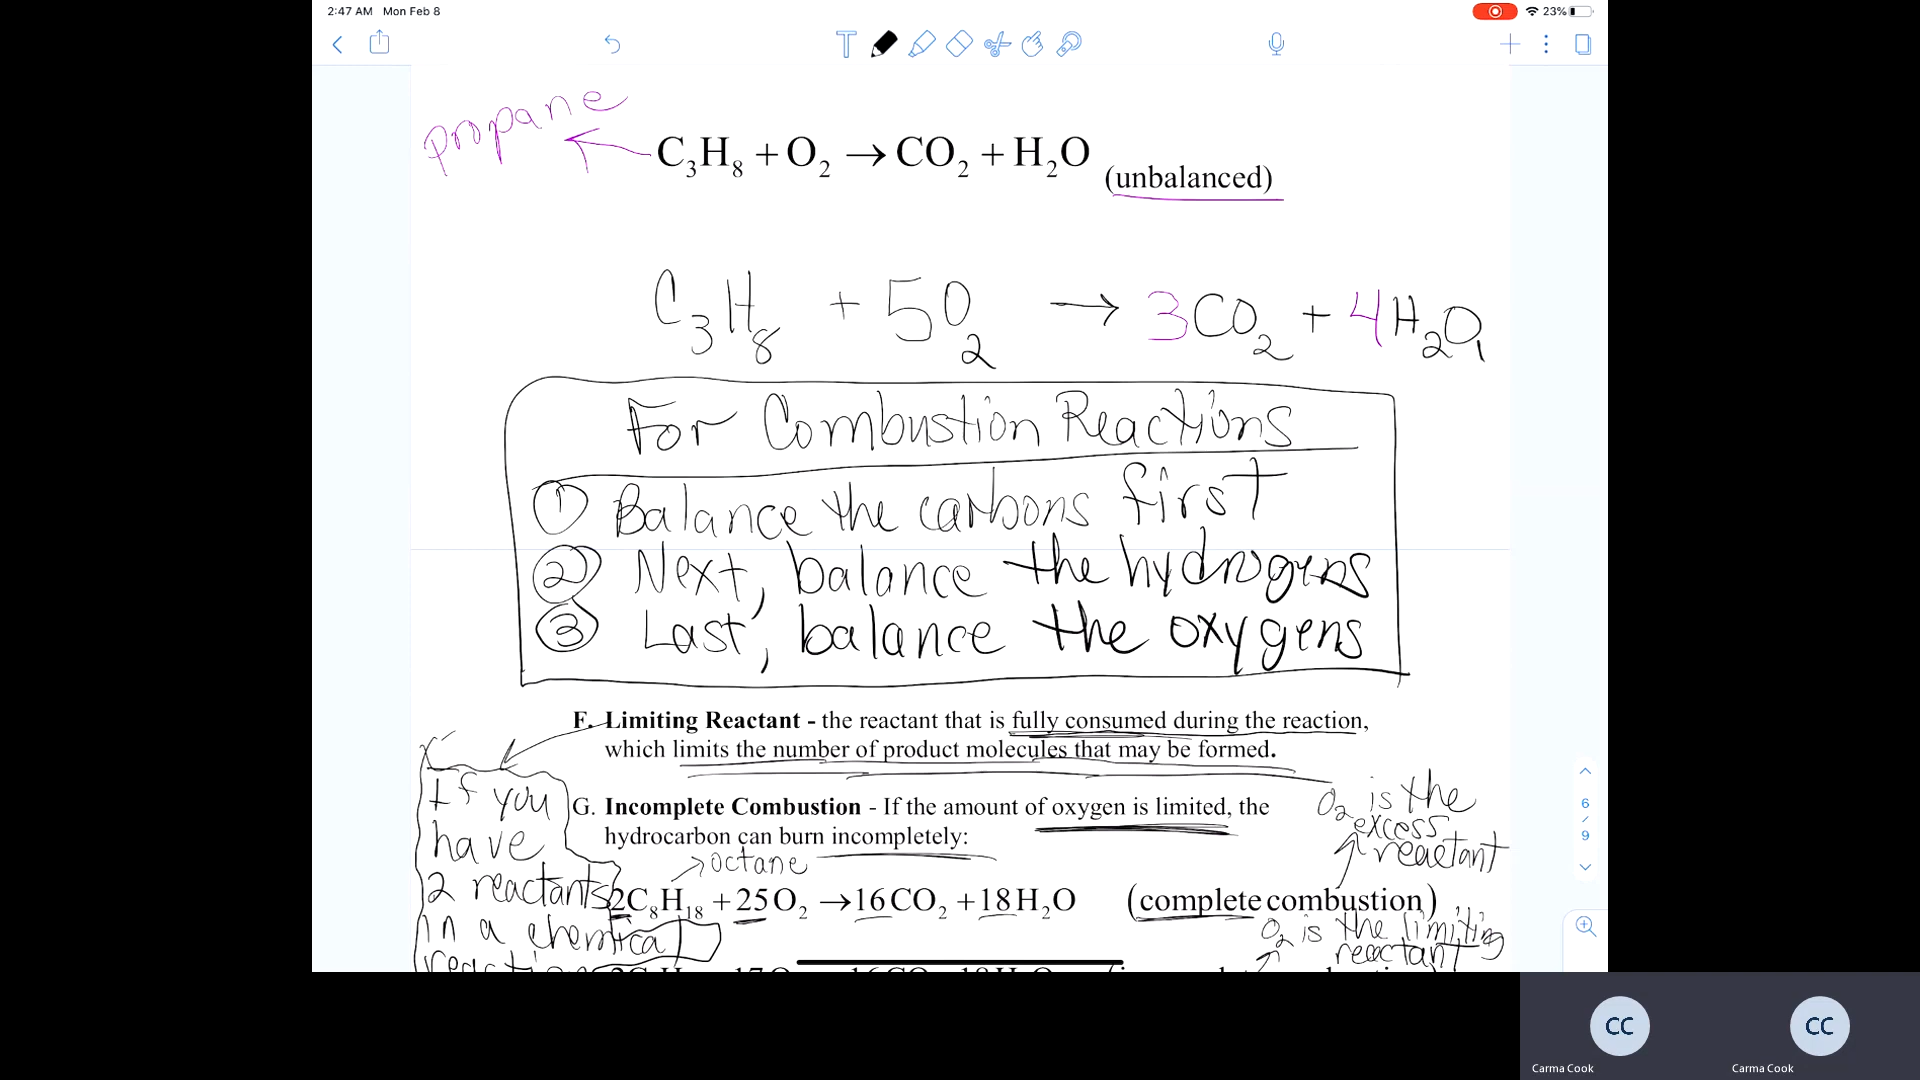 2:47 AM Mon Feb 8
23%
propane
C₃H₈ + O₂ → CO₂ + H₂O (unbalanced)
C₃H₈ + 5O₂ → 3CO₂ + 4H₂O₁
For Combustion Reactions
① Balance the carbons first
② Next, balance the hydrogens
③ Last, balance the oxygens
F. Limiting Reactant - the reactant that is fully consumed during the reaction,
which limits the number of product molecules that may be formed.
If you
have
2 reactants
in a chemical
G. Incomplete Combustion - If the amount of oxygen is limited, the
hydrocarbon can burn incompletely:
O₂ is the
excess
reactant
octane
2C₈H₁₈ + 25O₂ → 16CO₂ + 18H₂O (complete combustion)
O₂ is the limiting
reactant
6
9
CC
Carma Cook
CC
Carma Cook